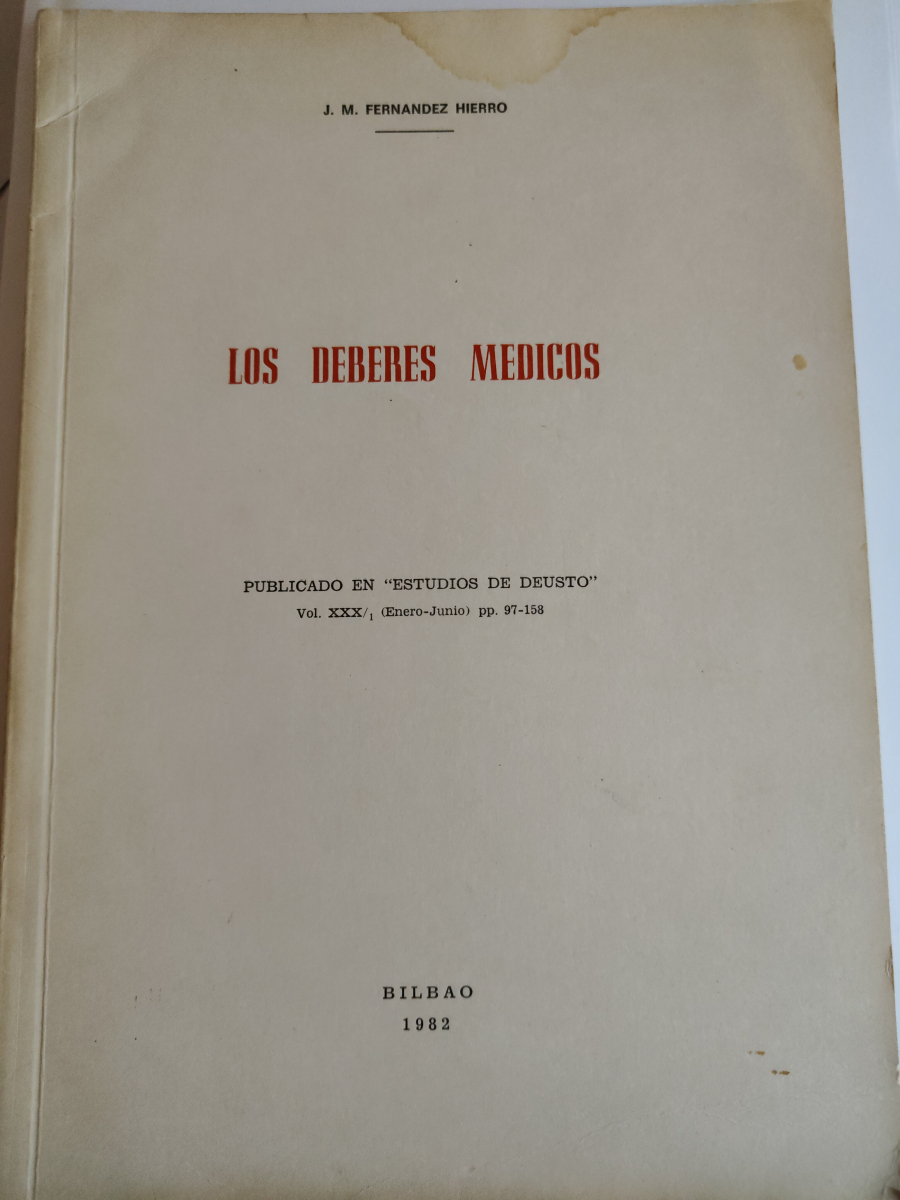 J. M. FERNANDEZ HIERRO
LOS DEBERES MEDICOS
PUBLICADO EN “ESTUDIOS DE DEUSTO”
Vol. XXX/1 (Enero-Junio) pp. 97-158
BILBAO
1982